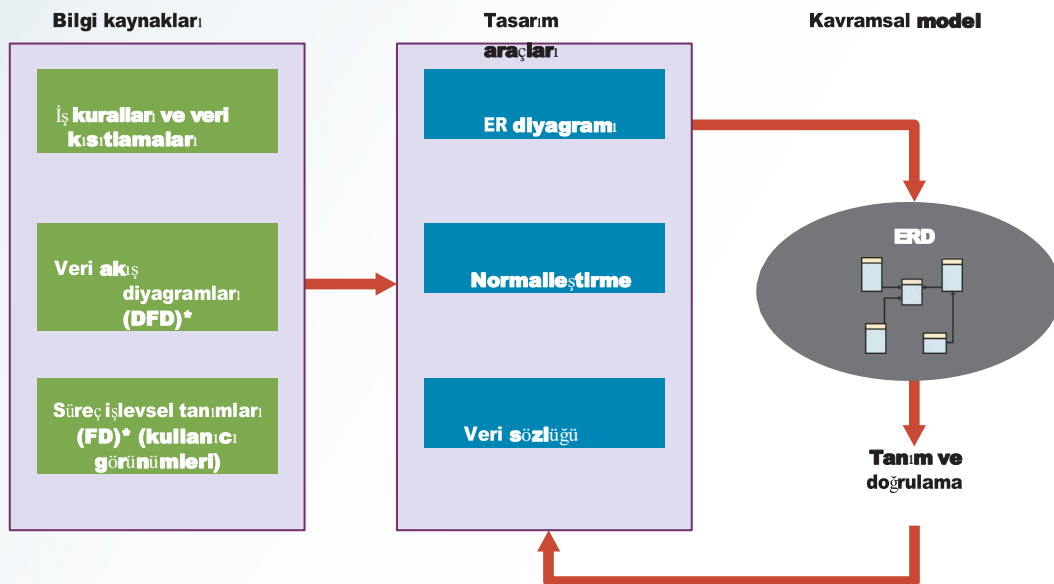 Bilgi kaynakları
İş kuralları ve veri
kısıtlamaları
Veri akış
diyagramları
(DFD)*
Süreç işlevsel tanımları
(FD)* (kullanıcı
görünümleri)
Tasarım
araçları
ER diyagramı
Normalleştirme
Veri sözlüğü
Kavramsal model
ERD
Tanım ve
doğrulama